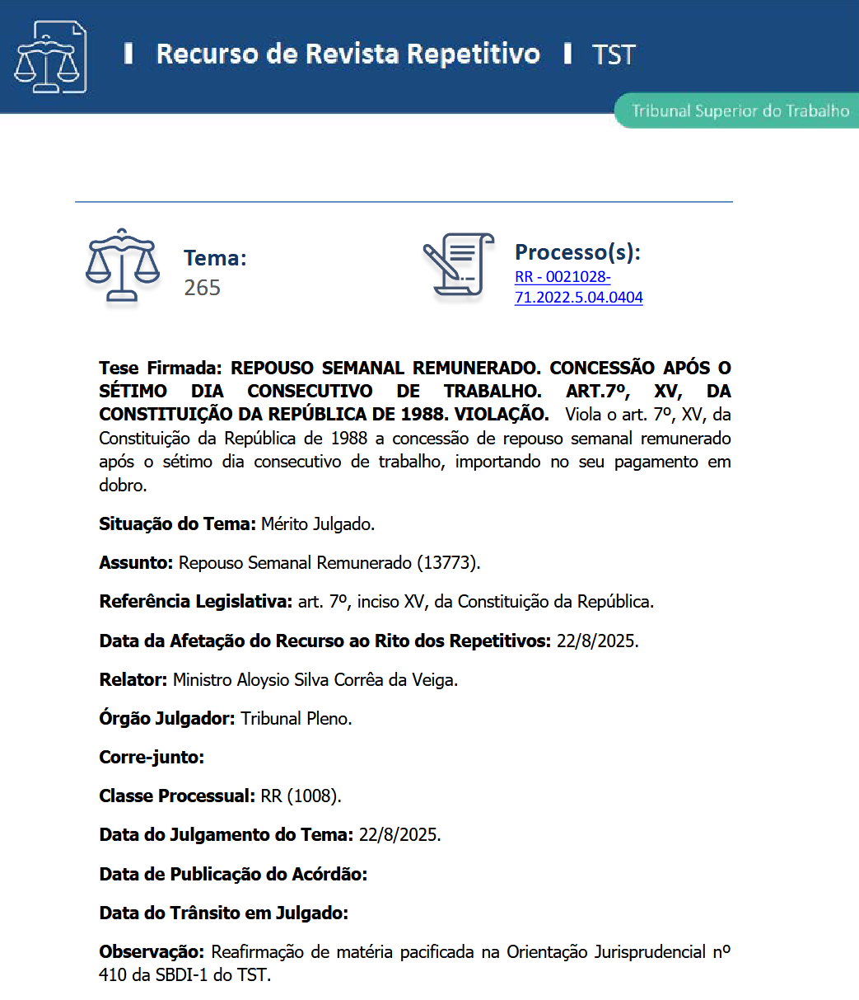 Recurso de Revista Repetitivo
TST
Tribunal Superior do Trabalho
Tema:
265
Processo(s):
RR - 0021028-
71.2022.5.04.0404
Tese Firmada: REPOUSO SEMANAL REMUNERADO. CONCESSÃO APÓS O
SÉTIMO DIA CONSECUTIVO DE TRABALHO. ART.7º, XV, DA
CONSTITUIÇÃO DA REPÚBLICA DE 1988. VIOLAÇÃO. Viola o art. 7º, XV, da
Constituição da República de 1988 a concessão de repouso semanal remunerado
após o sétimo dia consecutivo de trabalho, importando no seu pagamento em
dobro.
Situação do Tema: Mérito Julgado.
Assunto: Repouso Semanal Remunerado (13773).
Referência Legislativa: art. 7º, inciso XV, da Constituição da República.
Data da Afetação do Recurso ao Rito dos Repetitivos: 22/8/2025.
Relator: Ministro Aloysio Silva Corrêa da Veiga.
Órgão Julgador: Tribunal Pleno.
Corre-junto:
Classe Processual: RR (1008).
Data do Julgamento do Tema: 22/8/2025.
Data de Publicação do Acórdão:
Data do Trânsito em Julgado:
Observação: Reafirmação de matéria pacificada na Orientação Jurisprudencial nº
410 da SBDI-1 do TST.